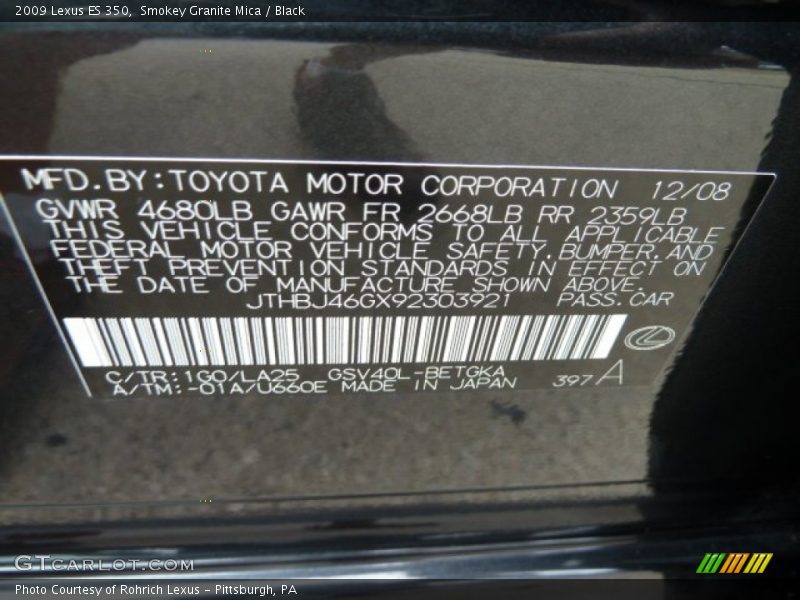 2009 Lexus ES 350, Smokey Granite Mica / Black
MFD.BY:TOYOTA MOTOR CORPORATION 12/08
GVWR 4680LB GAWR FR 2668LB RR 2359LB
THIS VEHICLE CONFORMS TO ALL APPLICABLE
FEDERAL MOTOR VEHICLE SAFETY,BUMPER,AND
THEFT PREVENTION STANDARDS IN EFFECT ON
THE DATE OF MANUFACTURE SHOWN ABOVE.
JTHBJ46GX92303921 PASS.CAR
C/TR:1G0/LA25 GSV40L-BETGKA
A/TM:-01A/U660E MADE IN JAPAN 397A
GTCARLOT.COM
Photo Courtesy of Rohrich Lexus - Pittsburgh, PA